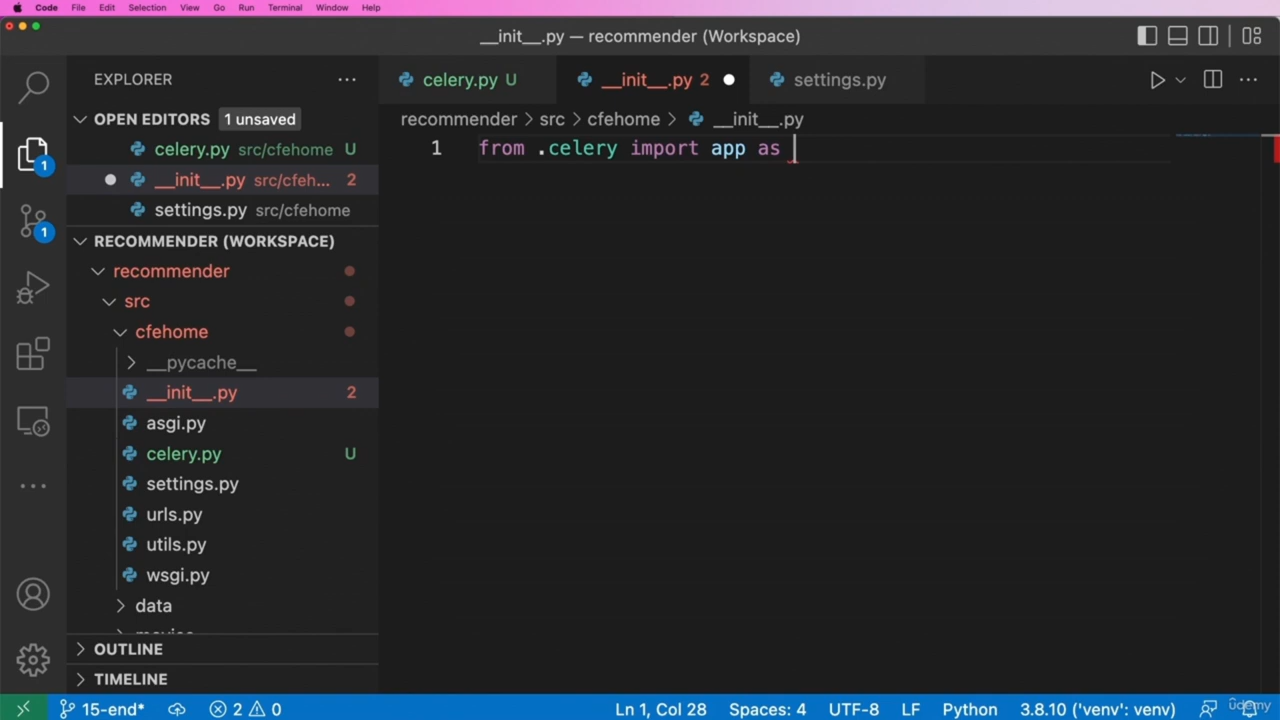 Code File Edit Selection View Go Run Terminal Window Help
__init__.py — recommender (Workspace)
EXPLORER
celery.py U
__init__.py 2
settings.py
OPEN EDITORS 1 unsaved
recommender > src > cfehome > __init__.py
celery.py src/cfehome U
1 from .celery import app as
__init__.py src/cfeh... 2
settings.py src/cfehome
RECOMMENDER (WORKSPACE)
recommender
src
cfehome
__pycache__
__init__.py 2
asgi.py
celery.py U
settings.py
urls.py
utils.py
wsgi.py
data
OUTLINE
TIMELINE
1
1
15-end* 2 0 Ln 1, Col 28 Spaces: 4 UTF-8 LF Python 3.8.10 ('venv': venv)
udemy